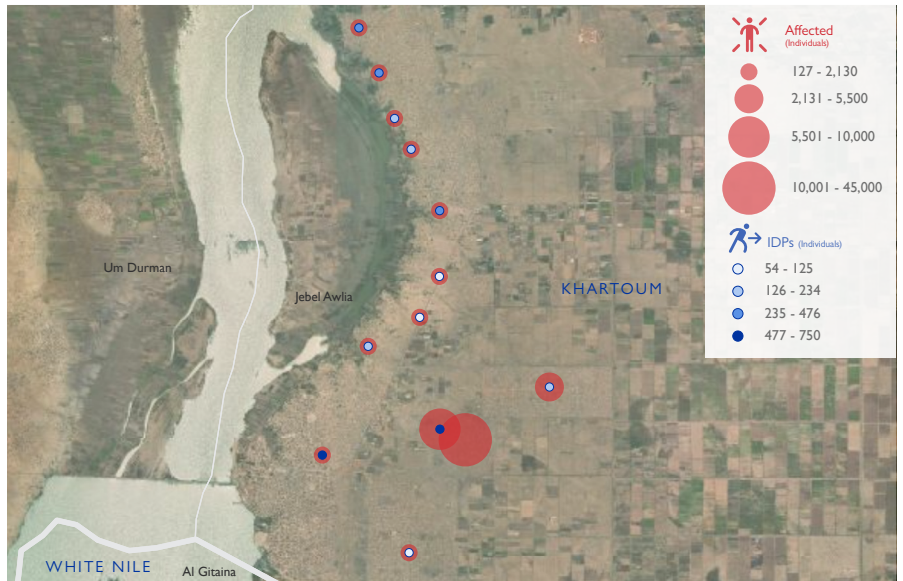 Affected
(Individuals)
127 - 2,130
2,131 - 5,500
5,501 - 10,000
10,001 - 45,000
IDPs (Individuals)
54 - 125
126 - 234
235 - 476
477 - 750
Um Durman
Jebel Awlia
KHARTOUM
WHITE NILE
Al Gitaina